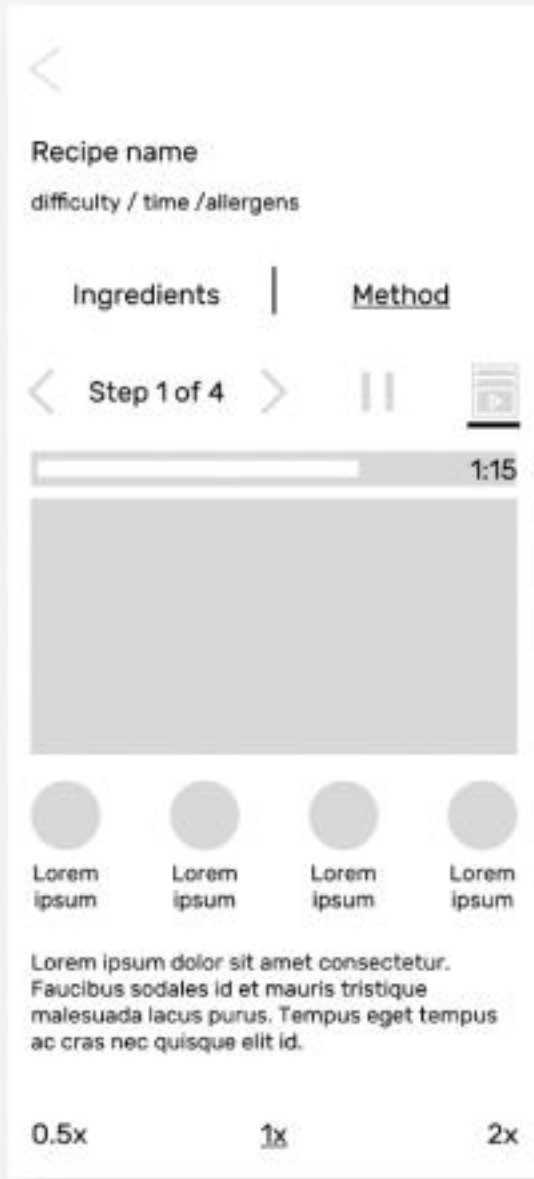 Recipe name
difficulty / time /allergens
Ingredients | Method
Step 1 of 4
1:15
Lorem ipsum
Lorem ipsum
Lorem ipsum
Lorem ipsum
Lorem ipsum dolor sit amet consectetur.
Faucibus sodales id et mauris tristique
malesuada lacus purus. Tempus eget tempus
ac cras nec quisque elit id.
0.5x 1x 2x